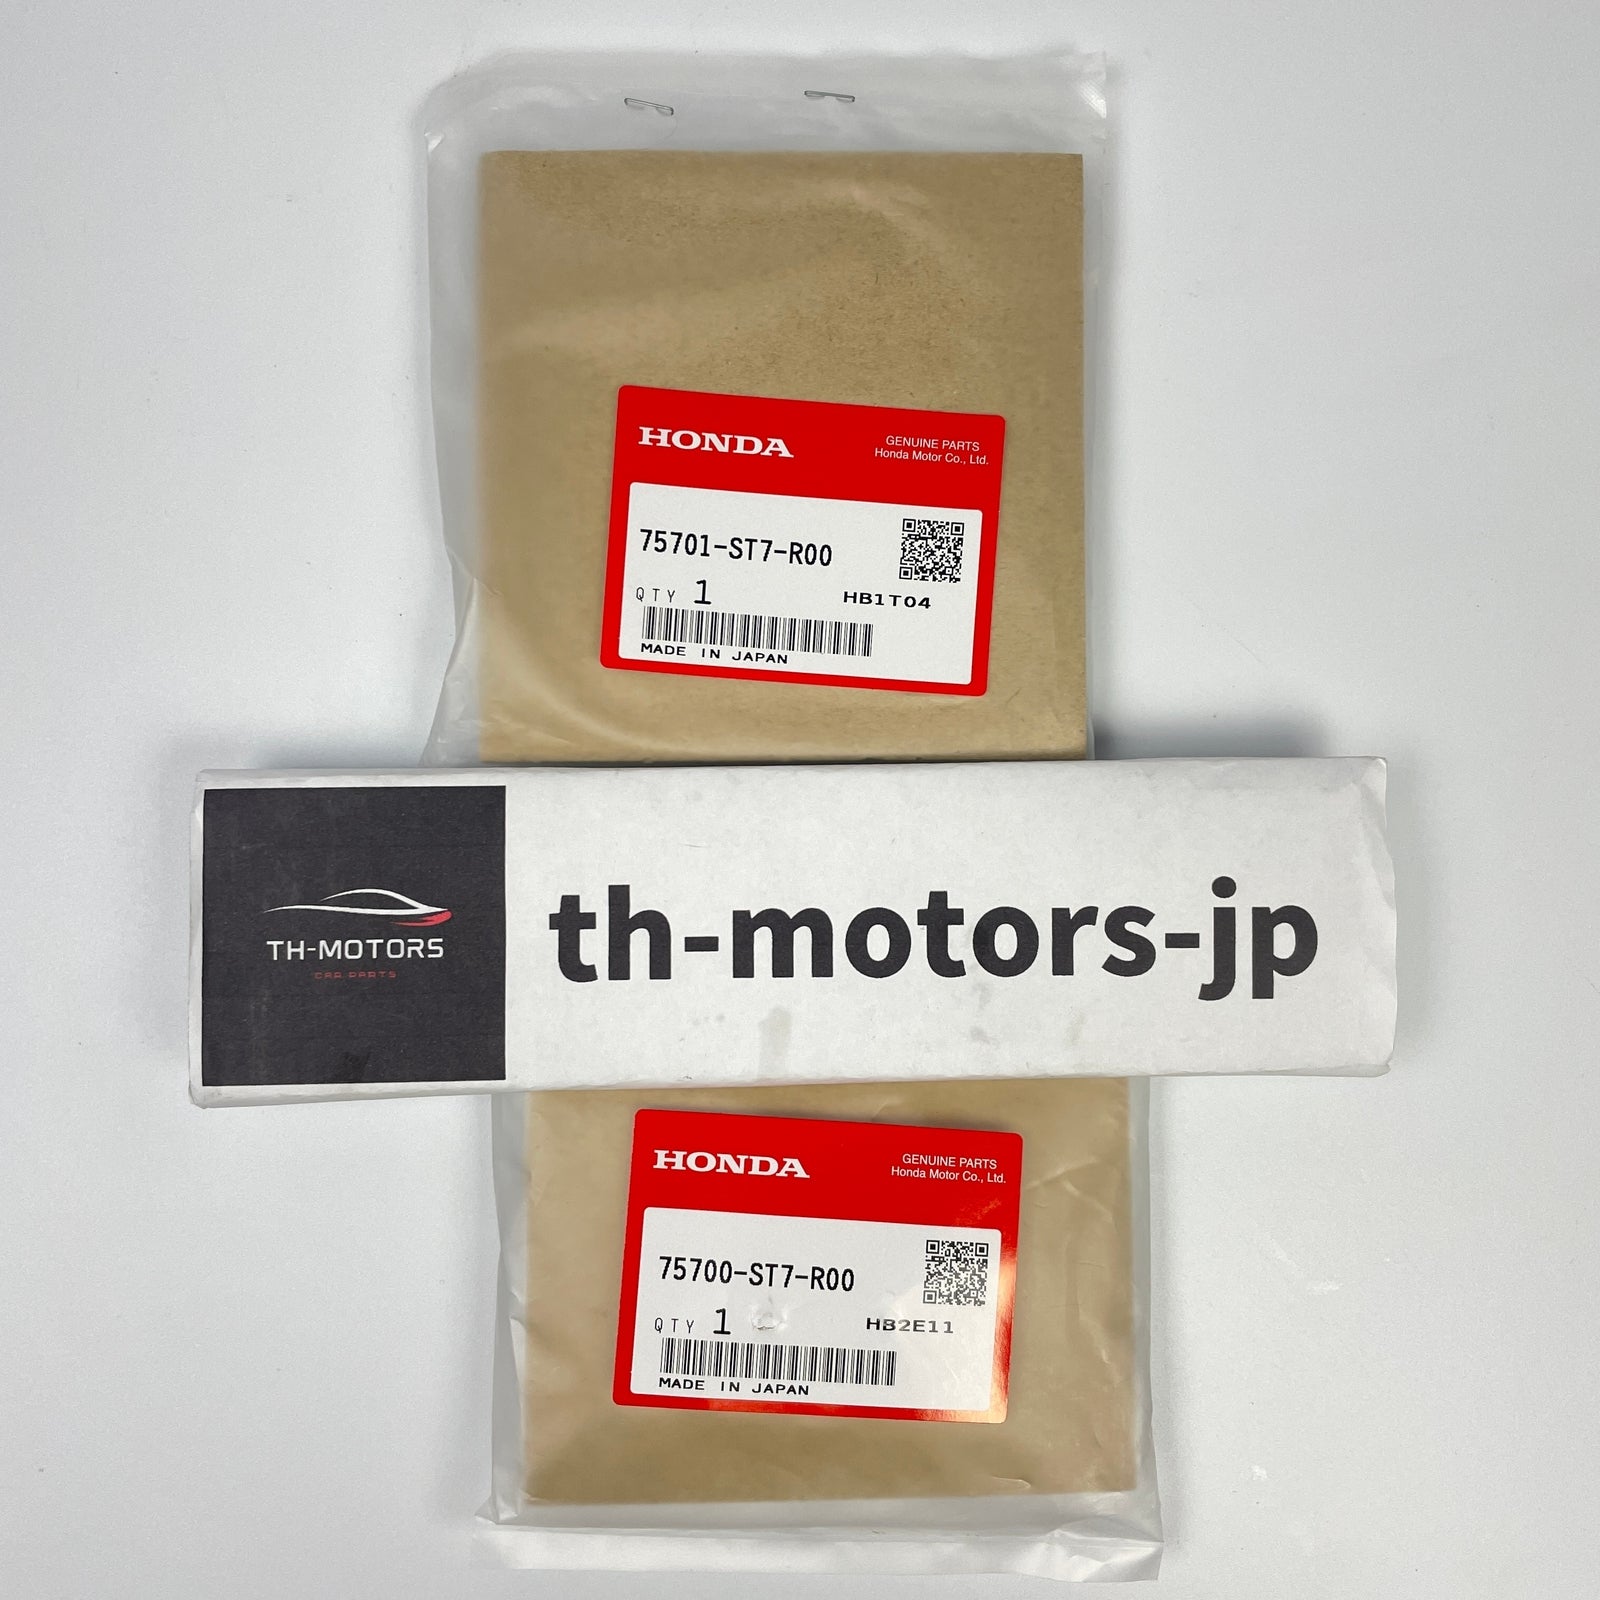 HONDA
GENUINE PARTS
Honda Motor Co., Ltd.
75701-ST7-R00
QTY 1
HB1T04
MADE IN JAPAN
TH-MOTORS
CAR PARTS
th-motors-jp
HONDA
GENUINE PARTS
Honda Motor Co., Ltd.
75700-ST7-R00
QTY 1
HB2E11
MADE IN JAPAN